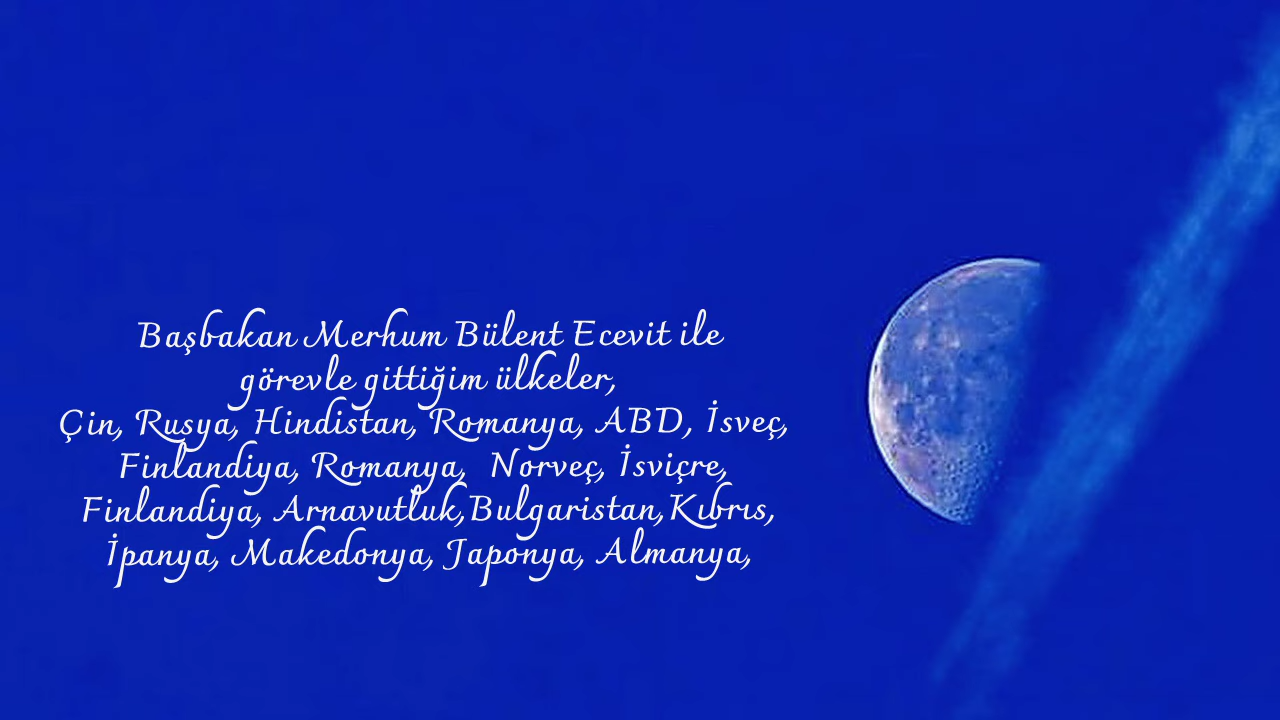 Başbakan Merhum Bülent Ecevit ile
görevle gittiğim ülkeler,
Çin, Rusya, Hindistan, Romanya, ABD, İsveç,
Finlandiya, Romanya, Norveç, İsviçre,
Finlandiya, Arnavutluk,Bulgaristan,Kıbrıs,
İpanya, Makedonya, Japonya, Almanya,